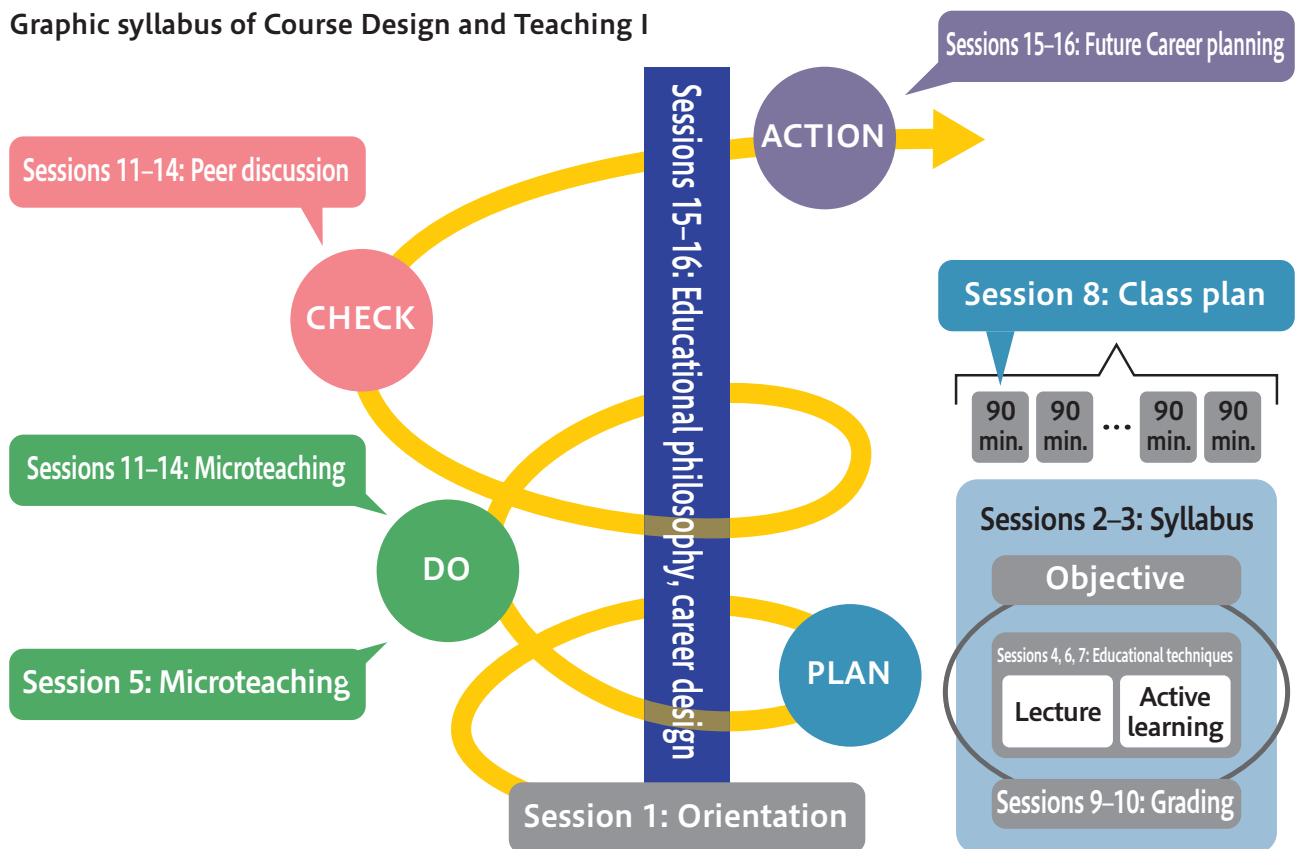 Graphic syllabus of Course Design and Teaching I
Sessions 15–16: Future Career planning
ACTION
Sessions 11–14: Peer discussion
CHECK
Sessions 15–16: Educational philosophy, career design
Session 8: Class plan
90
min.
90
min.
...
90
min.
90
min.
Sessions 11–14: Microteaching
DO
Session 5: Microteaching
PLAN
Sessions 2–3: Syllabus
Objective
Sessions 4, 6, 7: Educational techniques
Lecture
Active
learning
Sessions 9–10: Grading
Session 1: Orientation